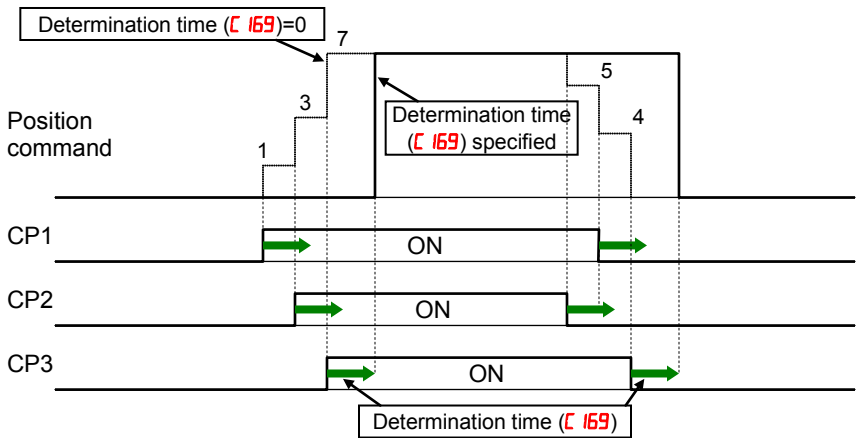 Determination time (C169)=0
7
5
3
Determination time
(C169) specified
4
Position
command
1
CP1
ON
CP2
ON
CP3
ON
Determination time (C169)